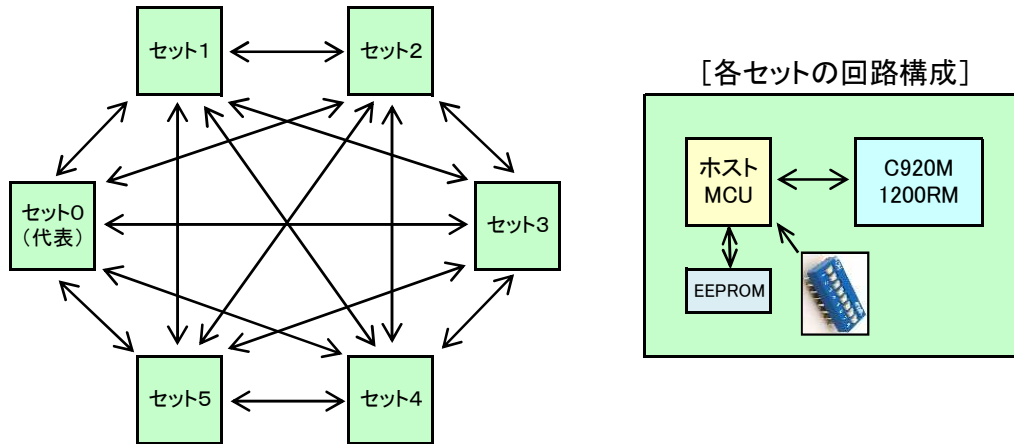 セット1
セット2
セット0
（代表）
セット3
セット5
セット4
［各セットの回路構成］
ホスト
MCU
C920M
1200RM
EEPROM